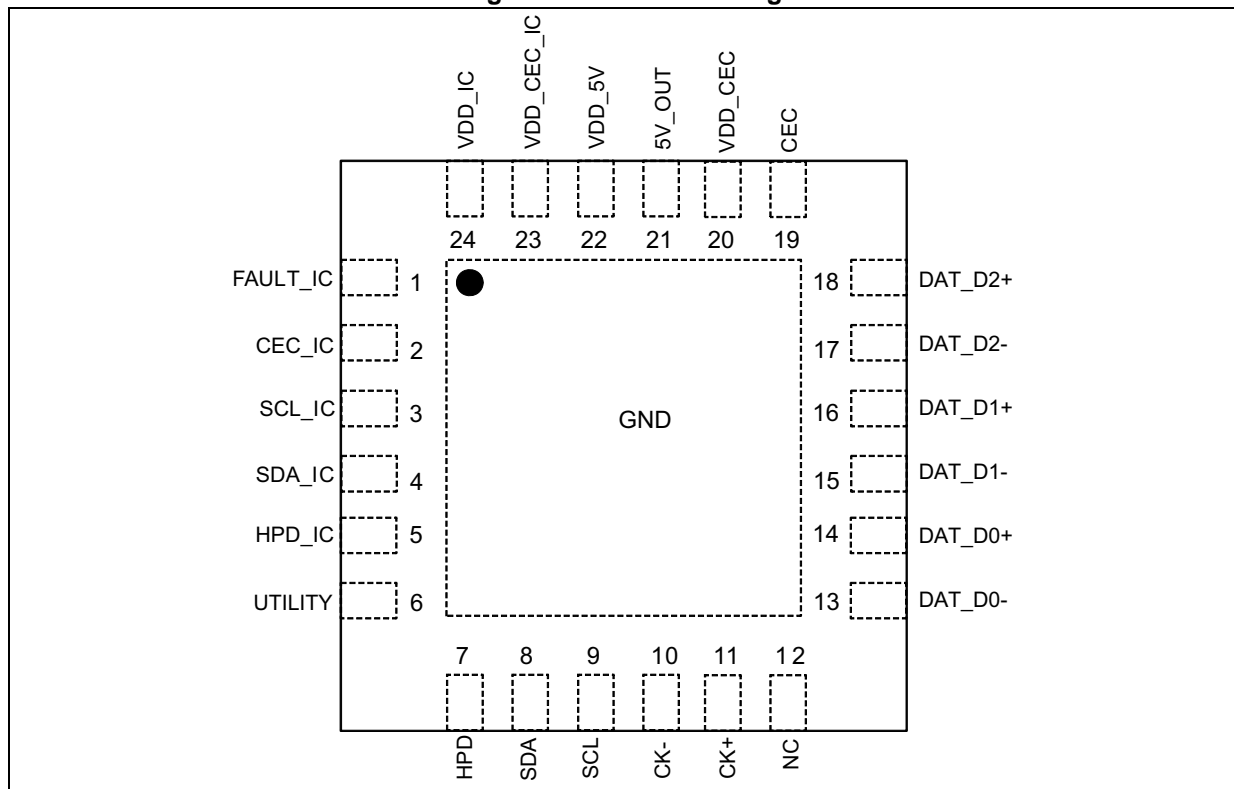 VDD_IC
VDD_CEC_IC
VDD_5V
5V_OUT
VDD_CEC
CEC
24 23 22 21 20 19
FAULT_IC 1
CEC_IC 2
SCL_IC 3
SDA_IC 4
HPD_IC 5
UTILITY 6
GND
18 DAT_D2+
17 DAT_D2-
16 DAT_D1+
15 DAT_D1-
14 DAT_D0+
13 DAT_D0-
7 8 9 10 11 12
HPD
SDA
SCL
CK-
CK+
NC